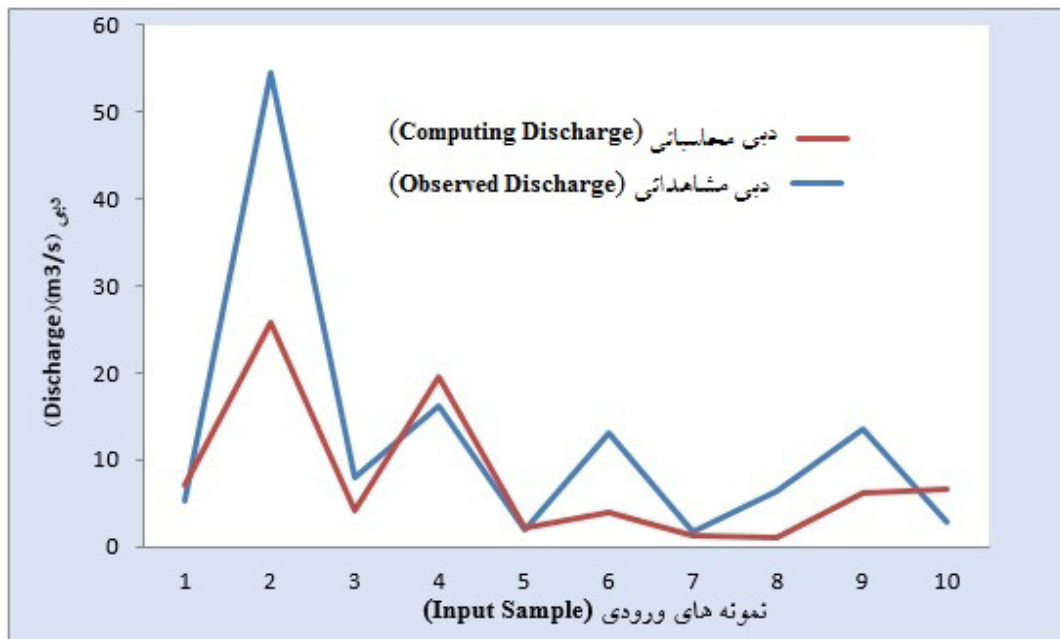 60
50
40
30
20
10
0
دبی (Discharge)(m3/s)
دبی محاسباتی (Computing Discharge)
دبی مشاهداتی (Observed Discharge)
1 2 3 4 5 6 7 8 9 10
نمونه های ورودی (Input Sample)